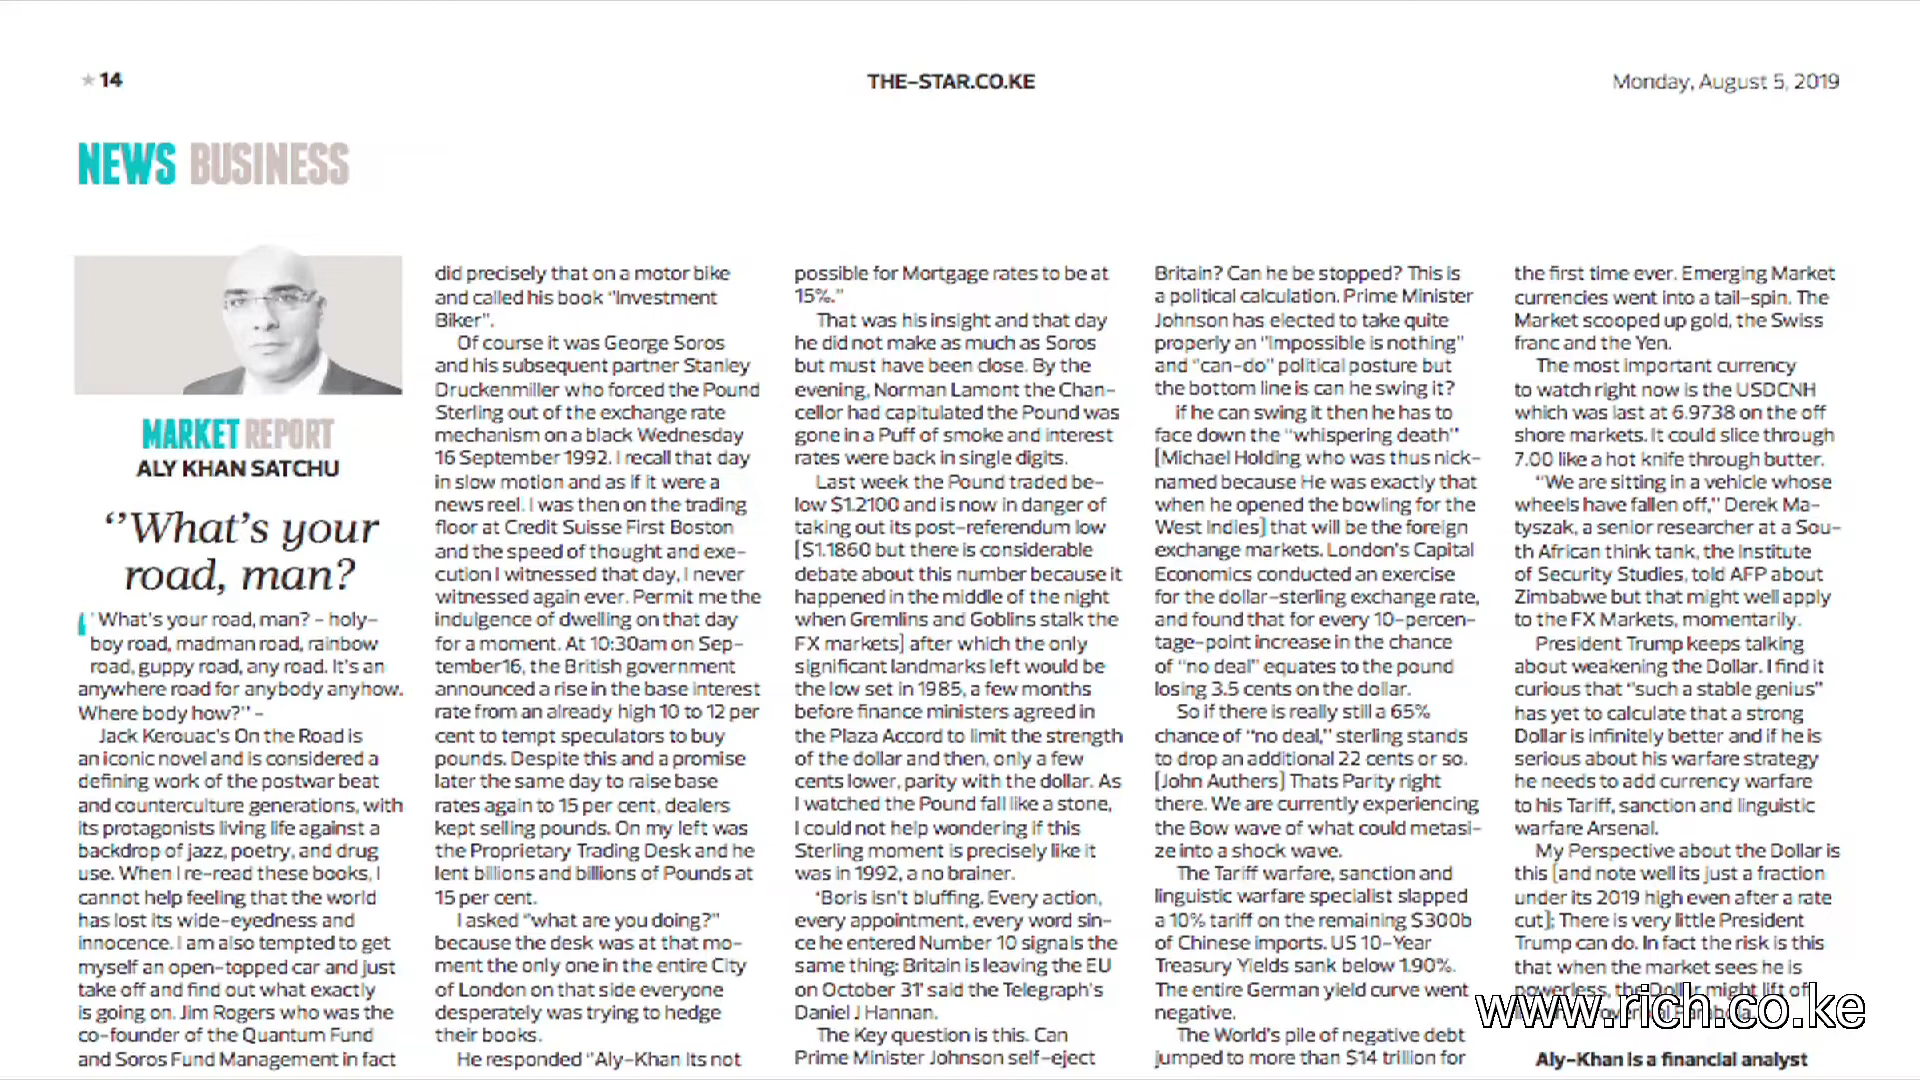 ★14
THE-STAR.CO.KE
Monday, August 5, 2019
NEWS BUSINESS
MARKET REPORT
ALY KHAN SATCHU
‘’What’s your
road, man?
‘‘What’s your road, man? - holy-
boy road, madman road, rainbow
road, guppy road, any road. It’s an
anywhere road for anybody anyhow.
Where body how?’’ -
Jack Kerouac’s On the Road is
an iconic novel and is considered a
defining work of the postwar beat
and counterculture generations, with
its protagonists living life against a
backdrop of jazz, poetry, and drug
use. When I re-read these books, I
cannot help feeling that the world
has lost its wide-eyedness and
innocence. I am also tempted to get
myself an open-topped car and just
take off and find out what exactly
is going on. Jim Rogers who was the
co-founder of the Quantum Fund
and Soros Fund Management in fact
did precisely that on a motor bike
and called his book ‘‘Investment
Biker’’.
Of course it was George Soros
and his subsequent partner Stanley
Druckenmiller who forced the Pound
Sterling out of the exchange rate
mechanism on a black Wednesday
16 September 1992. I recall that day
in slow motion and as if it were a
news reel. I was then on the trading
floor at Credit Suisse First Boston
and the speed of thought and exe-
cution I witnessed that day, I never
witnessed again ever. Permit me the
indulgence of dwelling on that day
for a moment. At 10:30am on Sep-
tember16, the British government
announced a rise in the base interest
rate from an already high 10 to 12 per
cent to tempt speculators to buy
pounds. Despite this and a promise
later the same day to raise base
rates again to 15 per cent, dealers
kept selling pounds. On my left was
the Proprietary Trading Desk and he
lent billions and billions of Pounds at
15 per cent.
I asked ‘‘what are you doing?’’
because the desk was at that mo-
ment the only one in the entire City
of London on that side everyone
desperately was trying to hedge
their books.
He responded ‘‘Aly-Khan Its not
possible for Mortgage rates to be at
15%.’’
That was his insight and that day
he did not make as much as Soros
but must have been close. By the
evening, Norman Lamont the Chan-
cellor had capitulated the Pound was
gone in a Puff of smoke and interest
rates were back in single digits.
Last week the Pound traded be-
low $1.2100 and is now in danger of
taking out its post-referendum low
[$1.1860 but there is considerable
debate about this number because it
happened in the middle of the night
when Gremlins and Goblins stalk the
FX markets] after which the only
significant landmarks left would be
the low set in 1985, a few months
before finance ministers agreed in
the Plaza Accord to limit the strength
of the dollar and then, only a few
cents lower, parity with the dollar. As
I watched the Pound fall like a stone,
I could not help wondering if this
Sterling moment is precisely like it
was in 1992, a no brainer.
‘Boris isn’t bluffing. Every action,
every appointment, every word sin-
ce he entered Number 10 signals the
same thing: Britain is leaving the EU
on October 31’ said the Telegraph’s
Daniel J Hannan.
The Key question is this. Can
Prime Minister Johnson self-eject
Britain? Can he be stopped? This is
a political calculation. Prime Minister
Johnson has elected to take quite
properly an ‘‘Impossible is nothing’’
and ‘‘can-do’’ political posture but
the bottom line is can he swing it?
If he can swing it then he has to
face down the ‘‘whispering death’’
[Michael Holding who was thus nick-
named because He was exactly that
when he opened the bowling for the
West Indies] that will be the foreign
exchange markets. London’s Capital
Economics conducted an exercise
for the dollar-sterling exchange rate,
and found that for every 10-percen-
tage-point increase in the chance
of “no deal” equates to the pound
losing 3.5 cents on the dollar.
So if there is really still a 65%
chance of “no deal,” sterling stands
to drop an additional 22 cents or so.
[John Authers] Thats Parity right
there. We are currently experiencing
the Bow wave of what could metasi-
ze into a shock wave.
The Tariff warfare, sanction and
linguistic warfare specialist slapped
a 10% tariff on the remaining $300b
of Chinese imports. US 10-Year
Treasury Yields sank below 1.90%.
The entire German yield curve went
negative.
The World’s pile of negative debt
jumped to more than $14 trillion for
the first time ever. Emerging Market
currencies went into a tail-spin. The
Market scooped up gold, the Swiss
franc and the Yen.
The most important currency
to watch right now is the USDCNH
which was last at 6.9738 on the off
shore markets. It could slice through
7.00 like a hot knife through butter.
‘‘We are sitting in a vehicle whose
wheels have fallen off,’’ Derek Ma-
tyszak, a senior researcher at a Sou-
th African think tank, the Institute
of Security Studies, told AFP about
Zimbabwe but that might well apply
to the FX Markets, momentarily.
President Trump keeps talking
about weakening the Dollar. I find it
curious that ‘‘such a stable genius’’
has yet to calculate that a strong
Dollar is infinitely better and if he is
serious about his warfare strategy
he needs to add currency warfare
to his Tariff, sanction and linguistic
warfare Arsenal.
My Perspective about the Dollar is
this [and note well its just a fraction
under its 2019 high even after a rate
cut]; There is very little President
Trump can do. In fact the risk is this
that when the market sees he is
powerless, the Dollar might lift off
Aly-Khan is a financial analyst
www.rich.co.ke